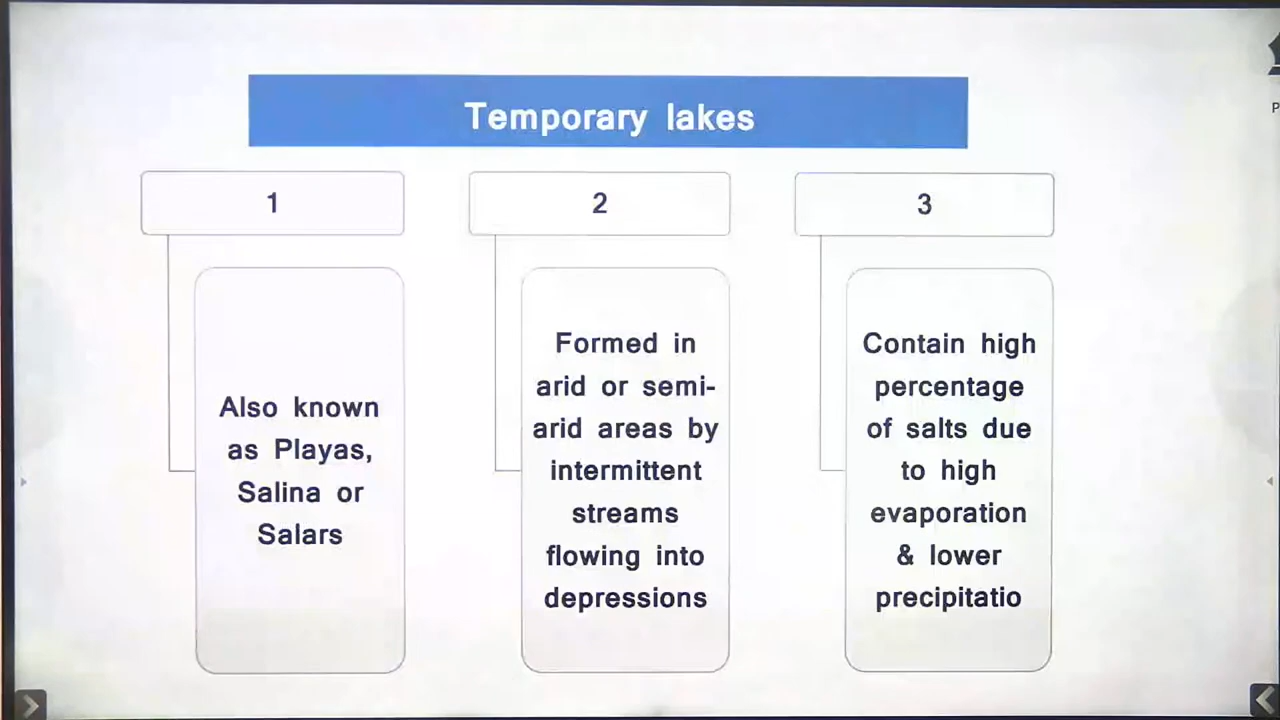 Temporary lakes
1
2
3
Also known
as Playas,
Salina or
Salars
Formed in
arid or semi-
arid areas by
intermittent
streams
flowing into
depressions
Contain high
percentage
of salts due
to high
evaporation
& lower
precipitatio
P